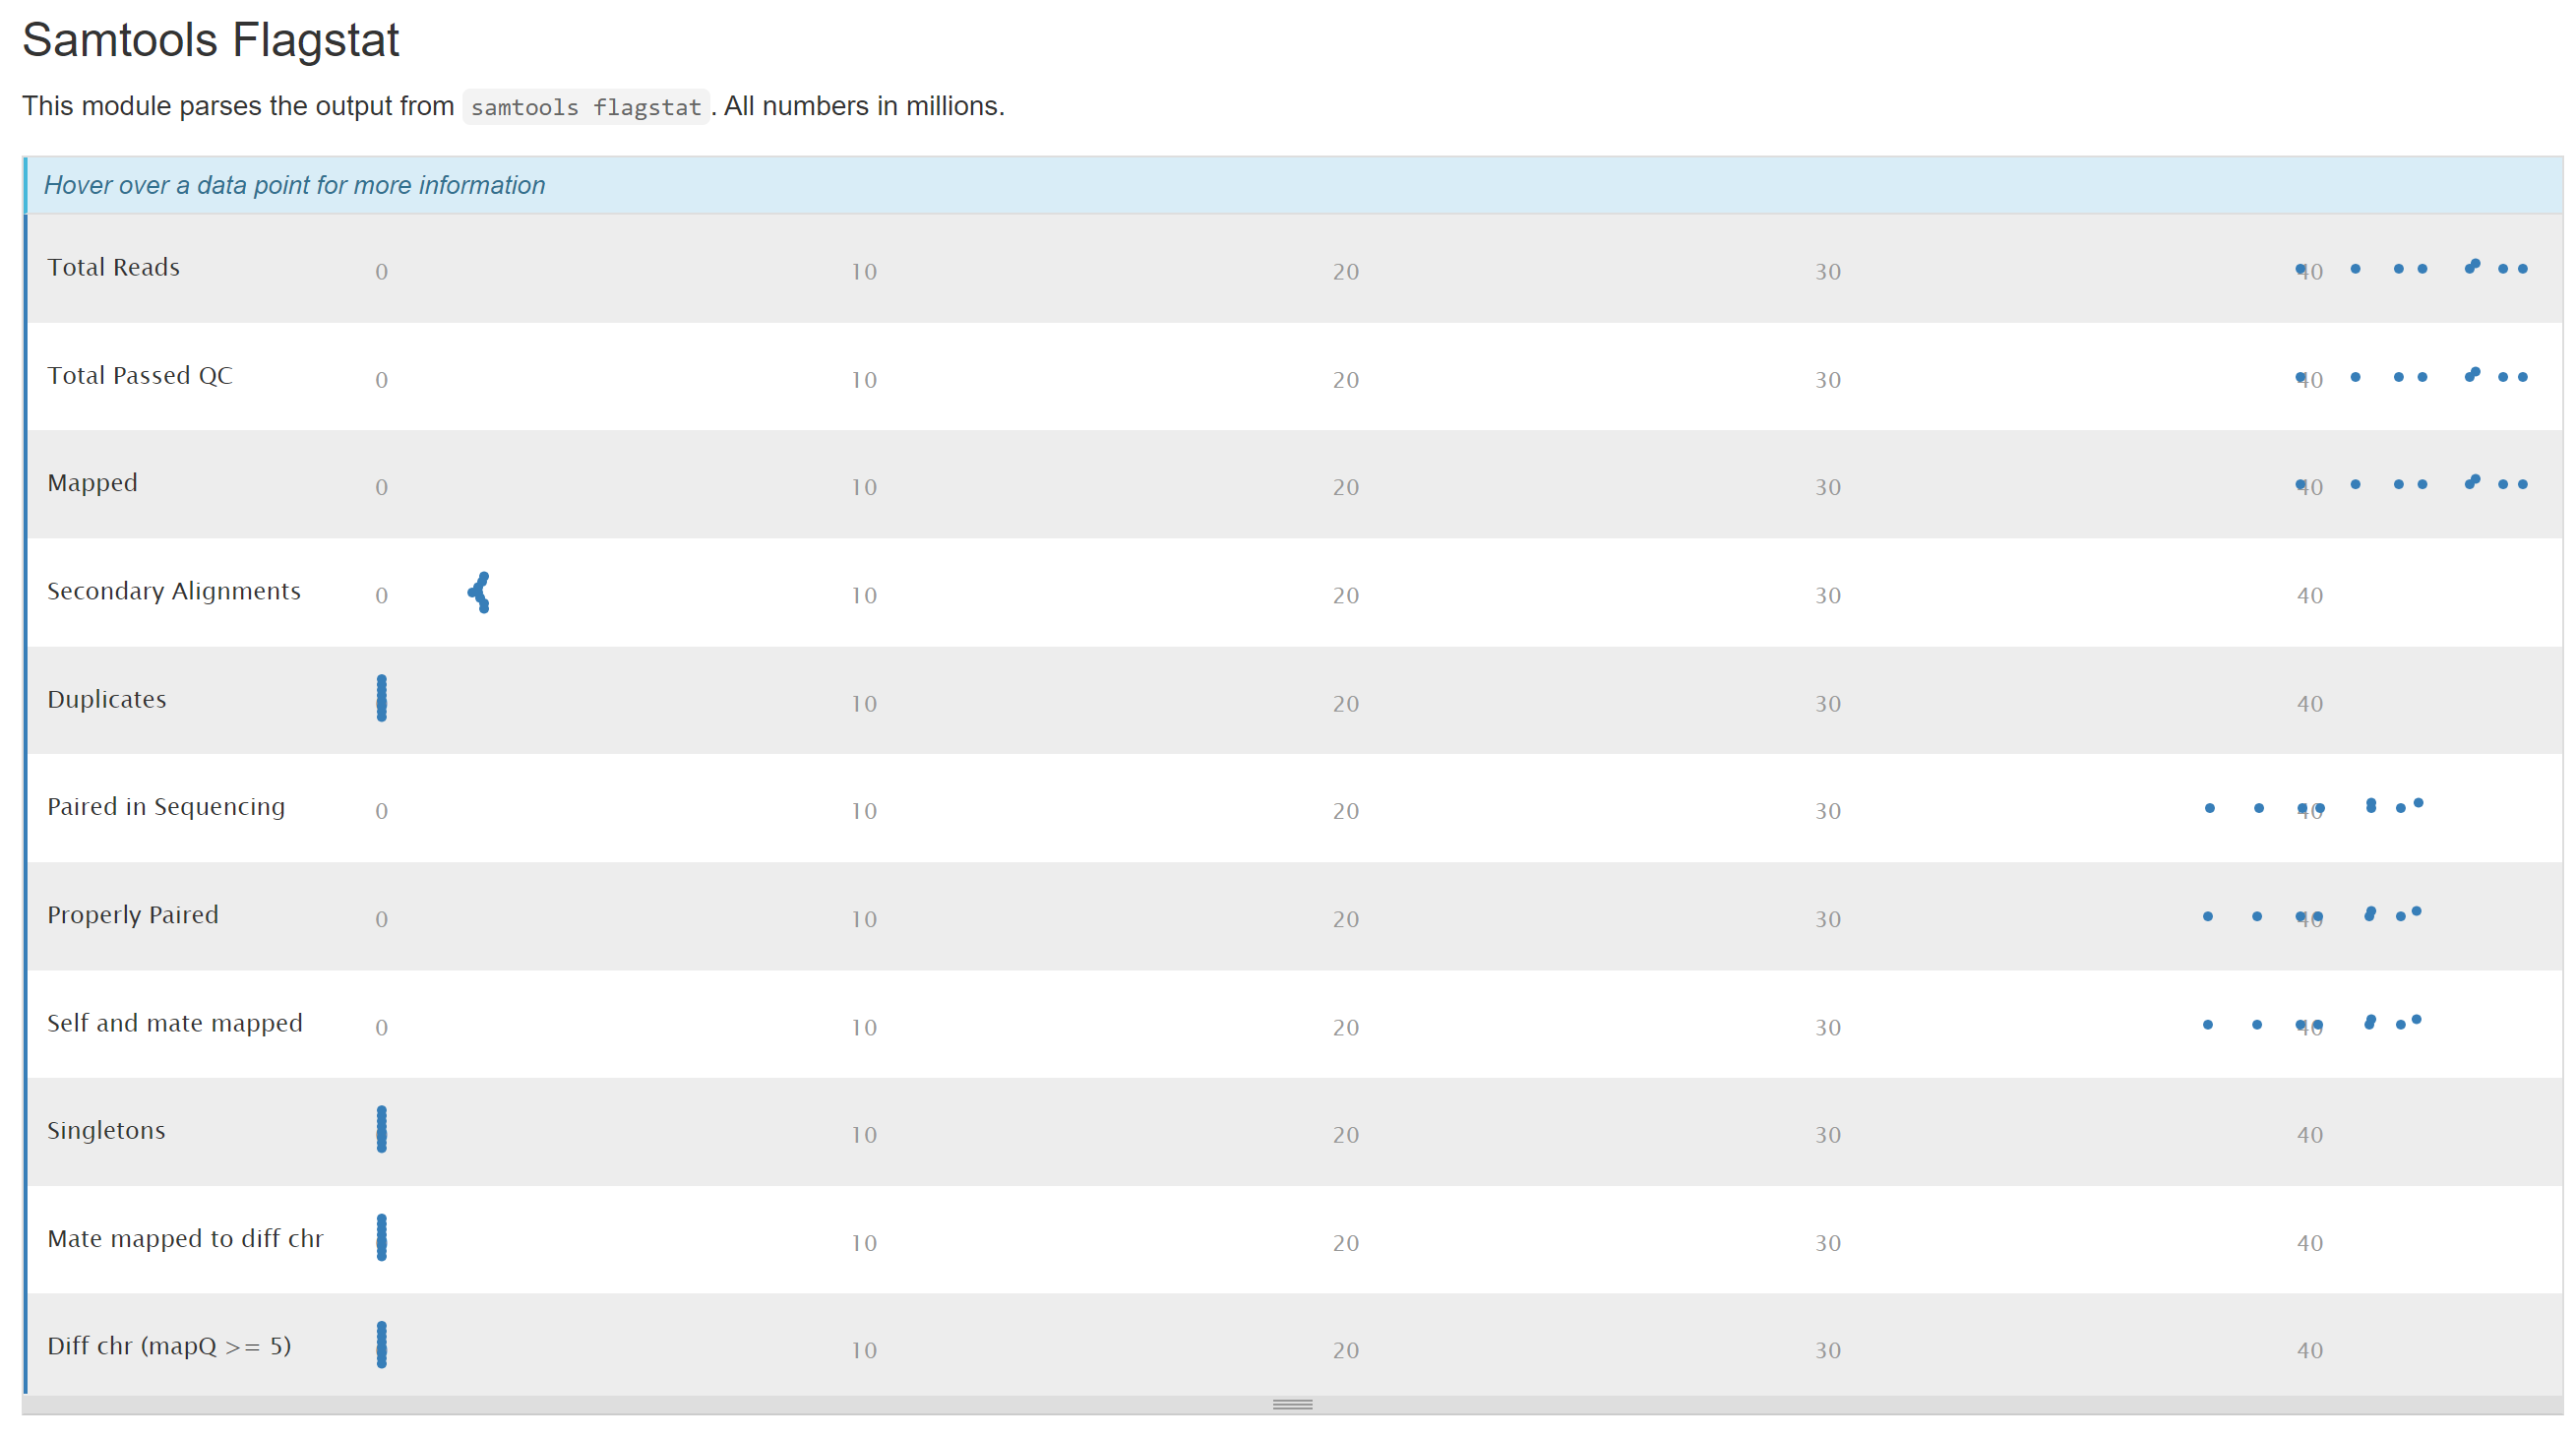 Samtools Flagstat
This module parses the output from samtools flagstat. All numbers in millions.
Hover over a data point for more information
Total Reads 0 10 20 30 40
Total Passed QC 0 10 20 30 40
Mapped 0 10 20 30 40
Secondary Alignments 0 10 20 30 40
Duplicates 10 20 30 40
Paired in Sequencing 0 10 20 30 40
Properly Paired 0 10 20 30 40
Self and mate mapped 0 10 20 30 40
Singletons 10 20 30 40
Mate mapped to diff chr 10 20 30 40
Diff chr (mapQ >= 5) 10 20 30 40